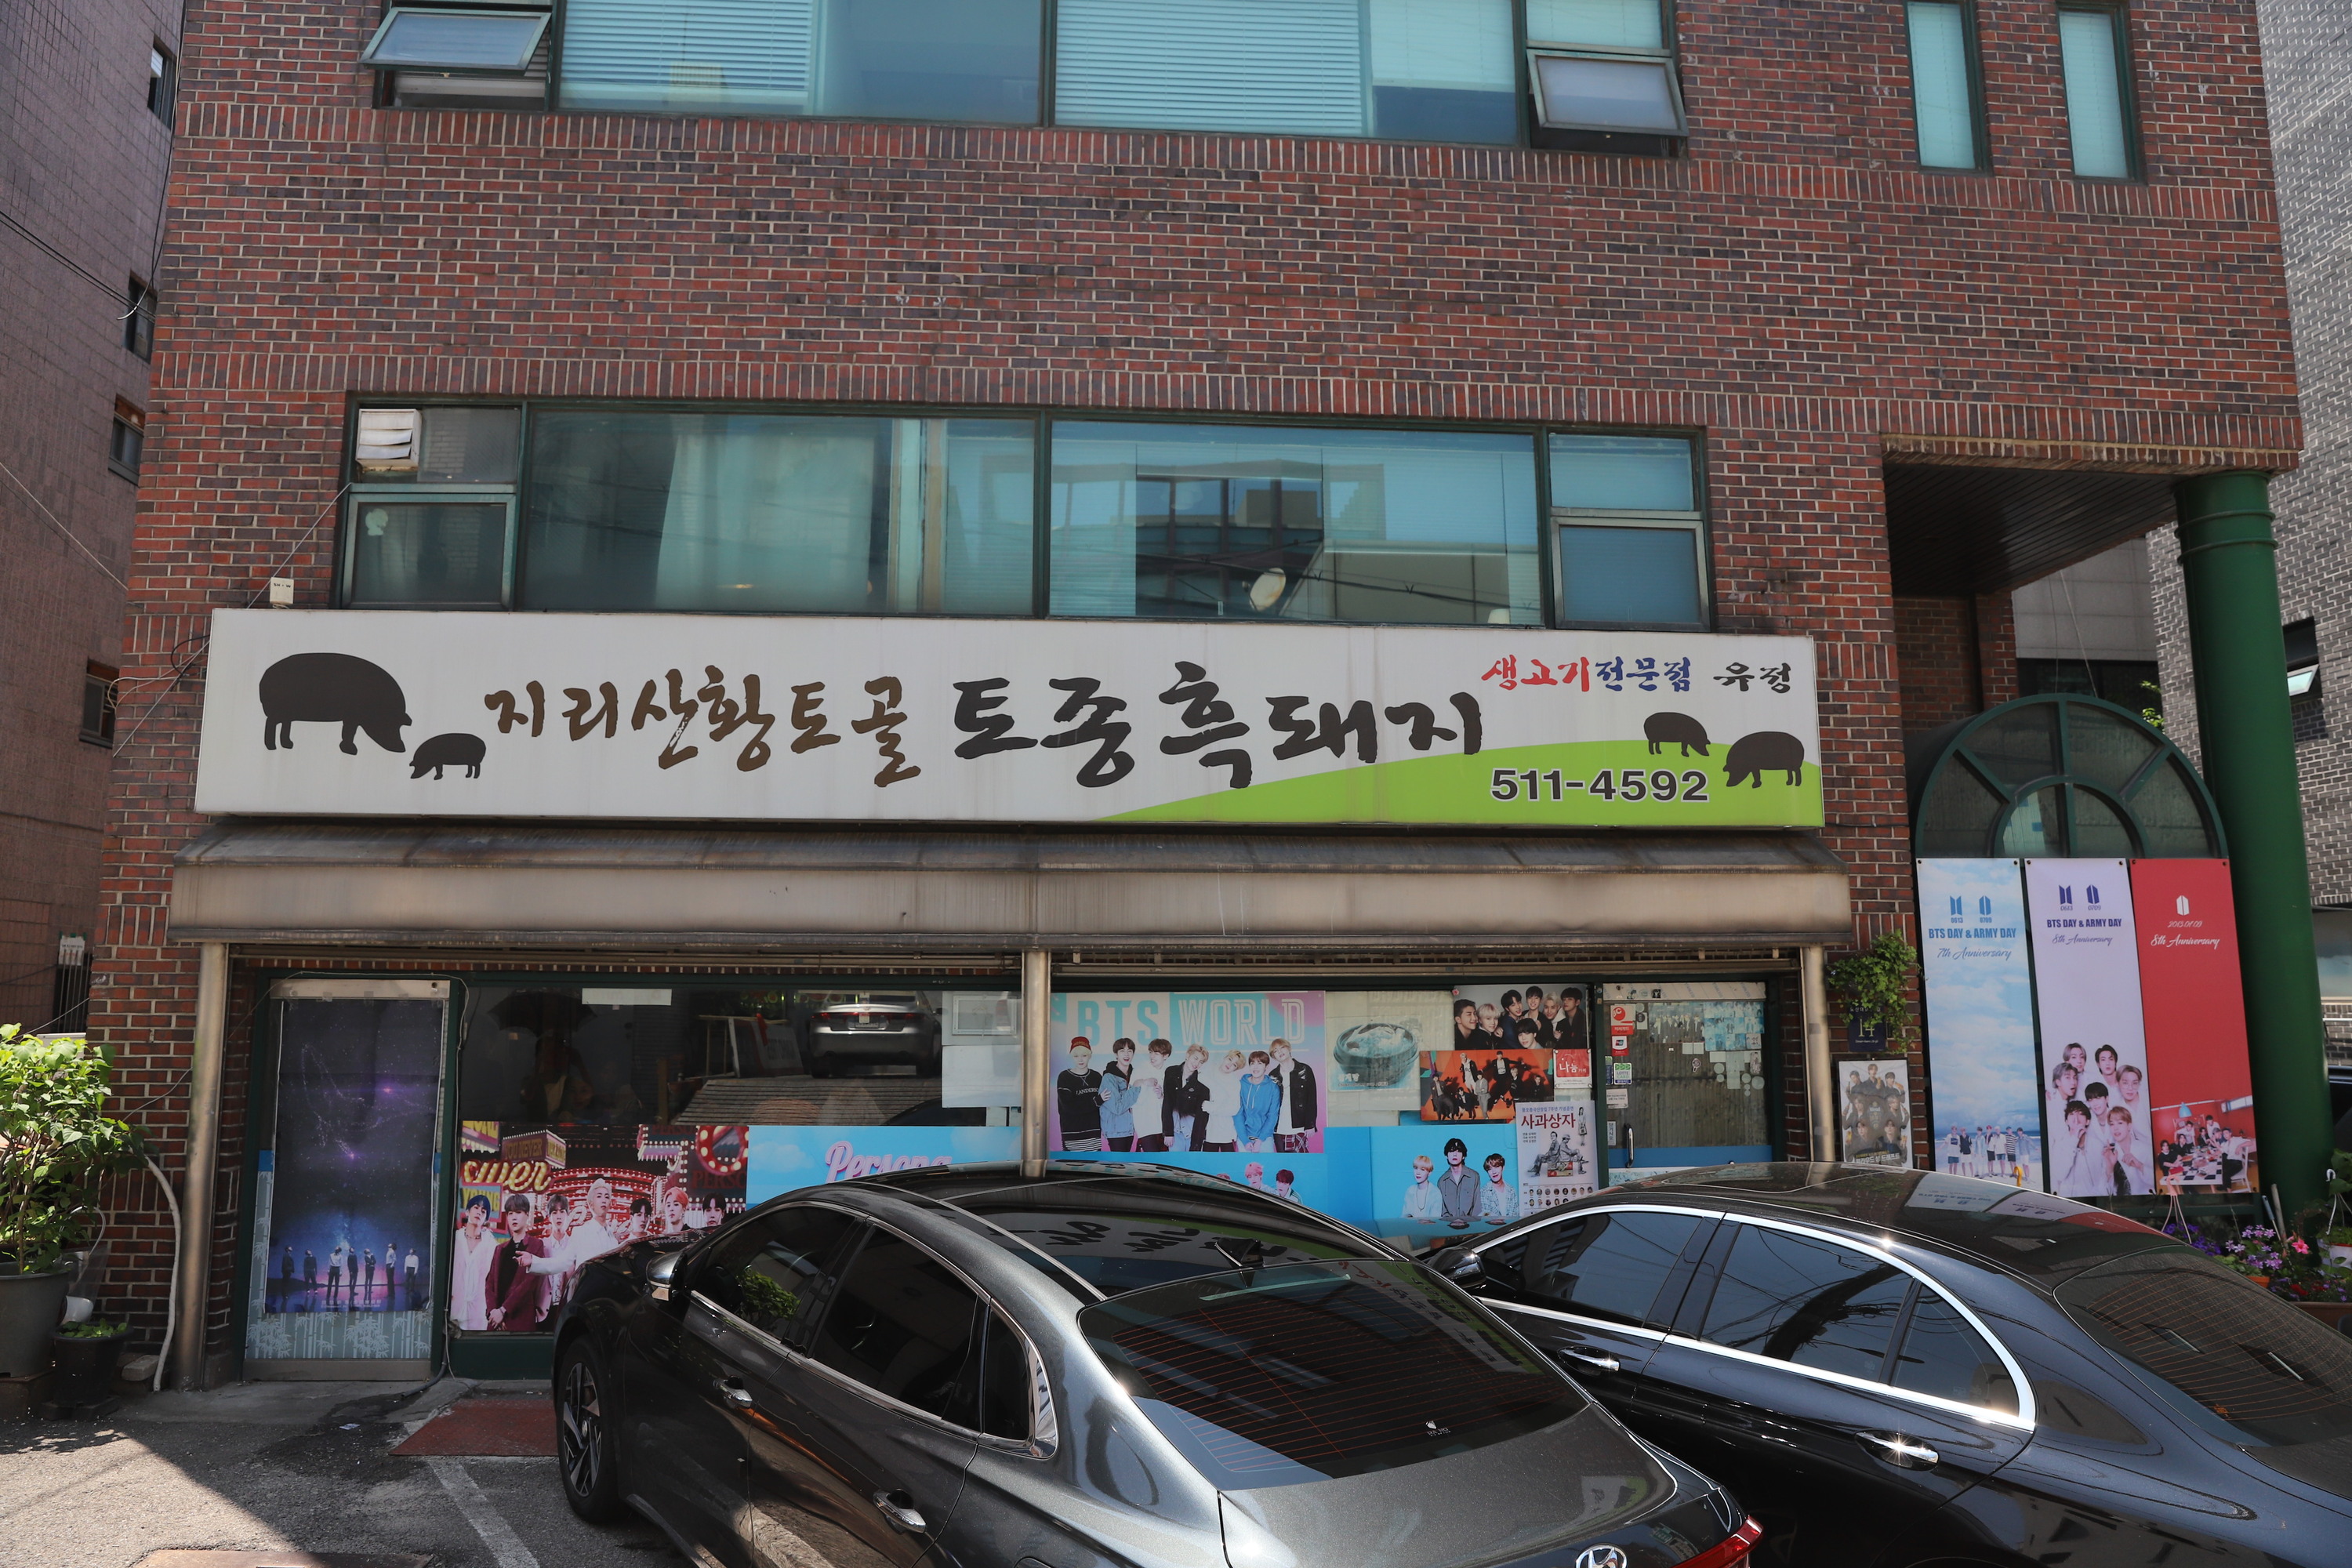 지리산황토골 토종흑돼지
생고기전문점 유정
511-4592
BTS WORLD
사과상자
나눔
Persona
BTS DAY & ARMY DAY
7th Anniversary
BTS DAY & ARMY DAY
8th Anniversary
8th Anniversary